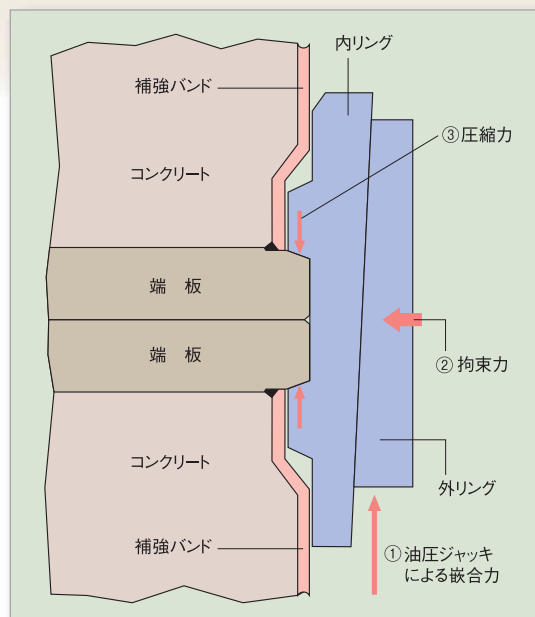 内リング
補強バンド
③圧縮力
コンクリート
端 板
端 板
②拘束力
コンクリート
外リング
補強バンド
①油圧ジャッキ
による嵌合力